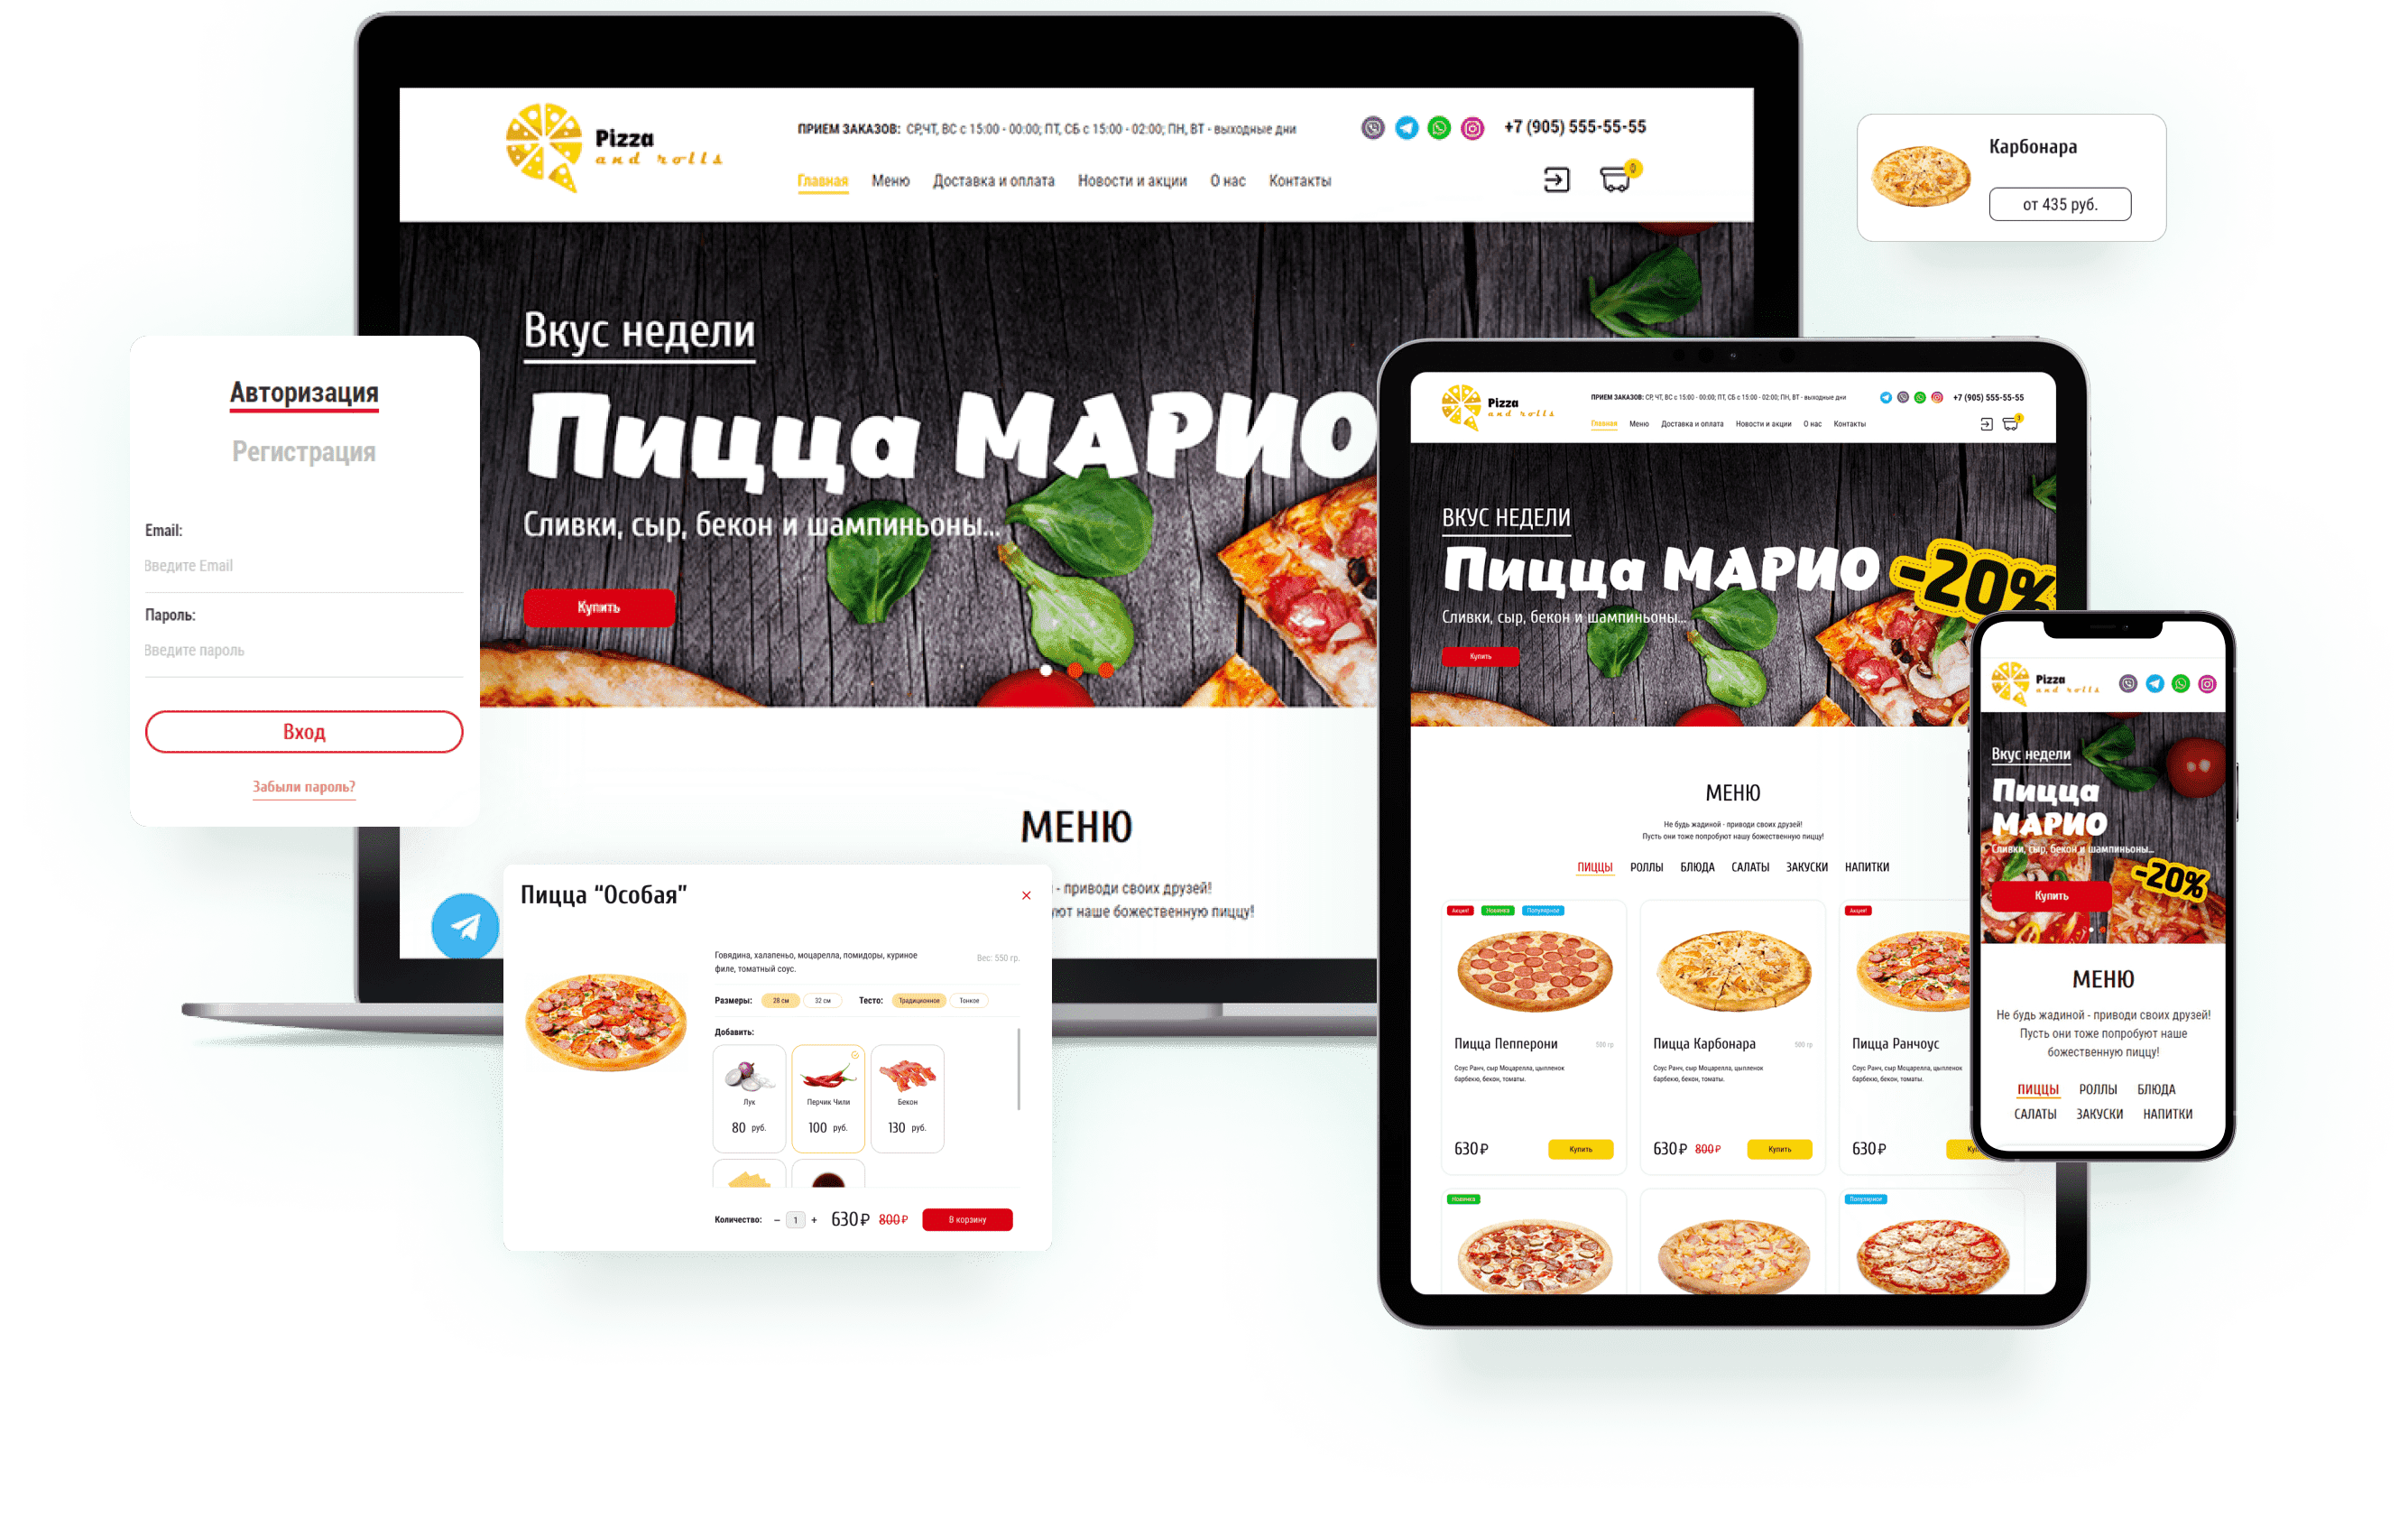 Pizza
and rolls
ПРИЕМ ЗАКАЗОВ: СР,ЧТ, ВС с 15:00 - 00:00; ПТ, СБ с 15:00 - 02:00; ПН, ВТ - выходные дни
+7 (905) 555-55-55
Главная Меню Доставка и оплата Новости и акции О нас Контакты
0
Вкус недели
Пицца МАРИО
Сливки, сыр, бекон и шампиньоны...
Купить
МЕНЮ
- приводи своих друзей!
ют наше божественную пиццу!
Карбонара
от 435 руб.
Авторизация
Регистрация
Email:
Введите Email
Пароль:
Введите пароль
Вход
Забыли пароль?
Пицца “Особая”
Говядина, халапеньо, моцарелла, помидоры, куриное
филе, томатный соус.
Вес: 550 гр.
Размеры: 28 см 32 см Тесто: Традиционное Тонкое
Добавить:
Лук
80 руб.
Перчик Чили
100 руб.
Бекон
130 руб.
Количество: – 1 + 630 ₽ 800 ₽ В корзину
Pizza
and rolls
ПРИЕМ ЗАКАЗОВ: СР, ЧТ, ВС с 15:00 - 00:00; ПТ, СБ с 15:00 - 02:00; ПН, ВТ - выходные дни
+7 (905) 555-55-55
Главная Меню Доставка и оплата Новости и акции О нас Контакты
ВКУС НЕДЕЛИ
Пицца МАРИО
-20%
Сливки, сыр, бекон и шампиньоны...
Купить
МЕНЮ
Не будь жадиной - приводи своих друзей!
Пусть они тоже попробуют нашу божественную пиццу!
ПИЦЦЫ РОЛЛЫ БЛЮДА САЛАТЫ ЗАКУСКИ НАПИТКИ
Акция! Новинка Популярное
Пицца Пепперони 500 гр
Соус Ранч, сыр Моцарелла, цыпленок
барбекю, бекон, томаты.
630 ₽ Купить
Пицца Карбонара 500 гр
Соус Ранч, сыр Моцарелла, цыпленок
барбекю, бекон, томаты.
630 ₽ 800 ₽ Купить
Акция!
Пицца Ранчоус
Соус Ранч, сыр Моцарелла, цыпленок
барбекю, бекон, томаты.
630 ₽
Новинка
Популярное
Pizza
and rolls
Вкус недели
Пицца
МАРИО
Сливки, сыр, бекон и шампиньоны...
-20%
Купить
МЕНЮ
Не будь жадиной - приводи своих друзей!
Пусть они тоже попробуют наше
божественную пиццу!
ПИЦЦЫ РОЛЛЫ БЛЮДА
САЛАТЫ ЗАКУСКИ НАПИТКИ